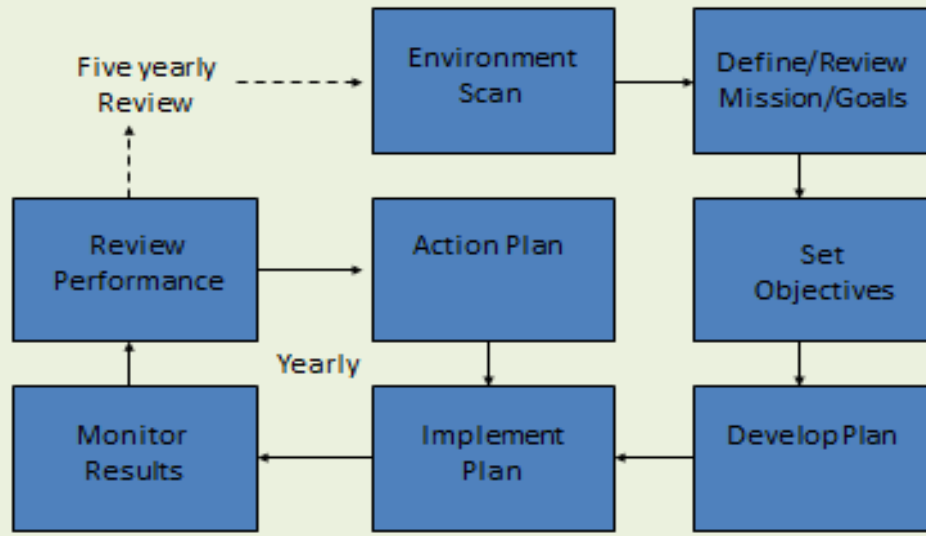 Five yearly
Review
Environment
Scan
Define/Review
Mission/Goals
Review
Performance
Action Plan
Set
Objectives
Yearly
Monitor
Results
Implement
Plan
Develop Plan